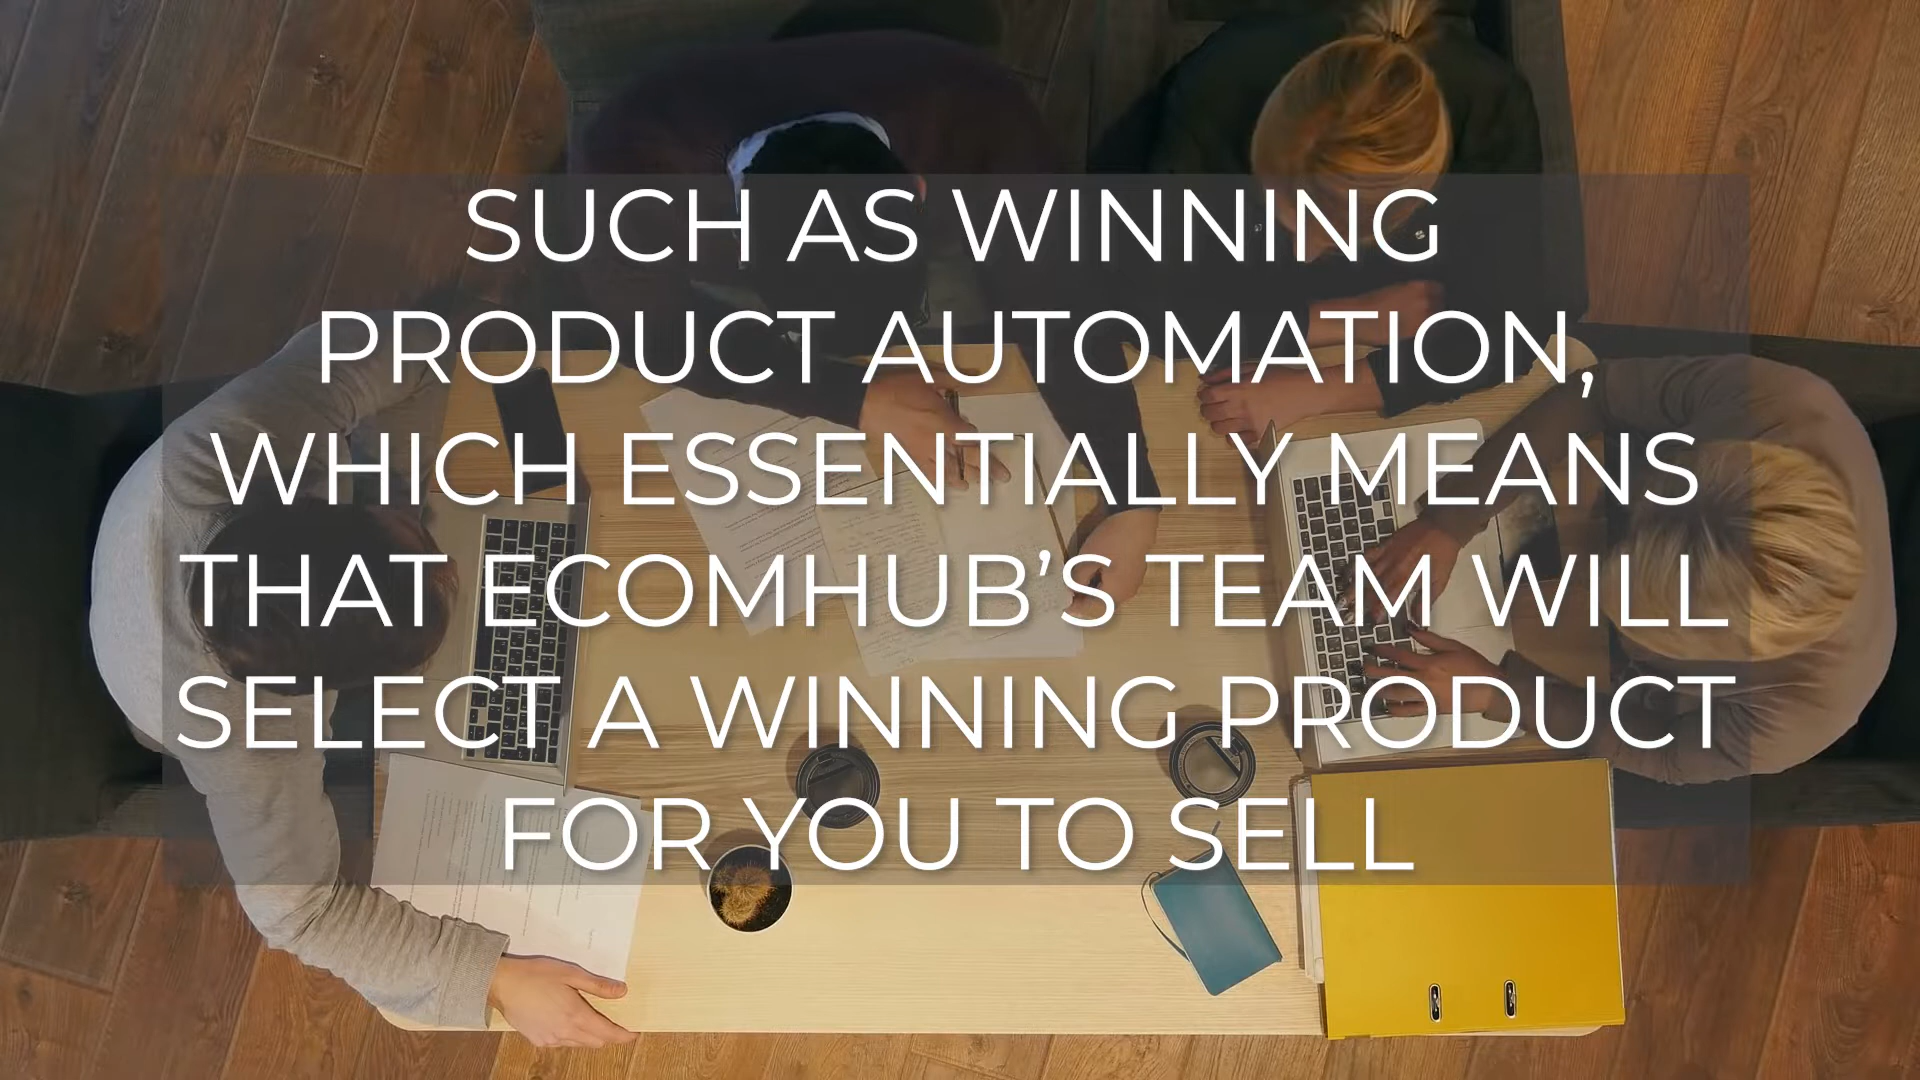 SUCH AS WINNING
PRODUCT AUTOMATION,
WHICH ESSENTIALLY MEANS
THAT ECOMHUB’S TEAM WILL
SELECT A WINNING PRODUCT
FOR YOU TO SELL